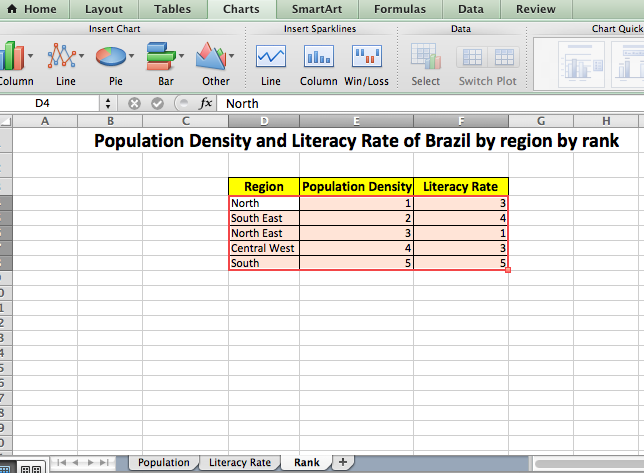 Home Layout Tables Charts SmartArt Formulas Data Review
Insert Chart Insert Sparklines Data Chart Quick
Column Line Pie Bar Other Line Column Win/Loss Select Switch Plot
D4 fx North
A B C D E F G H
Population Density and Literacy Rate of Brazil by region by rank
Region Population Density Literacy Rate
North 1 3
South East 2 4
North East 3 1
Central West 4 3
South 5 5
Population Literacy Rate Rank +